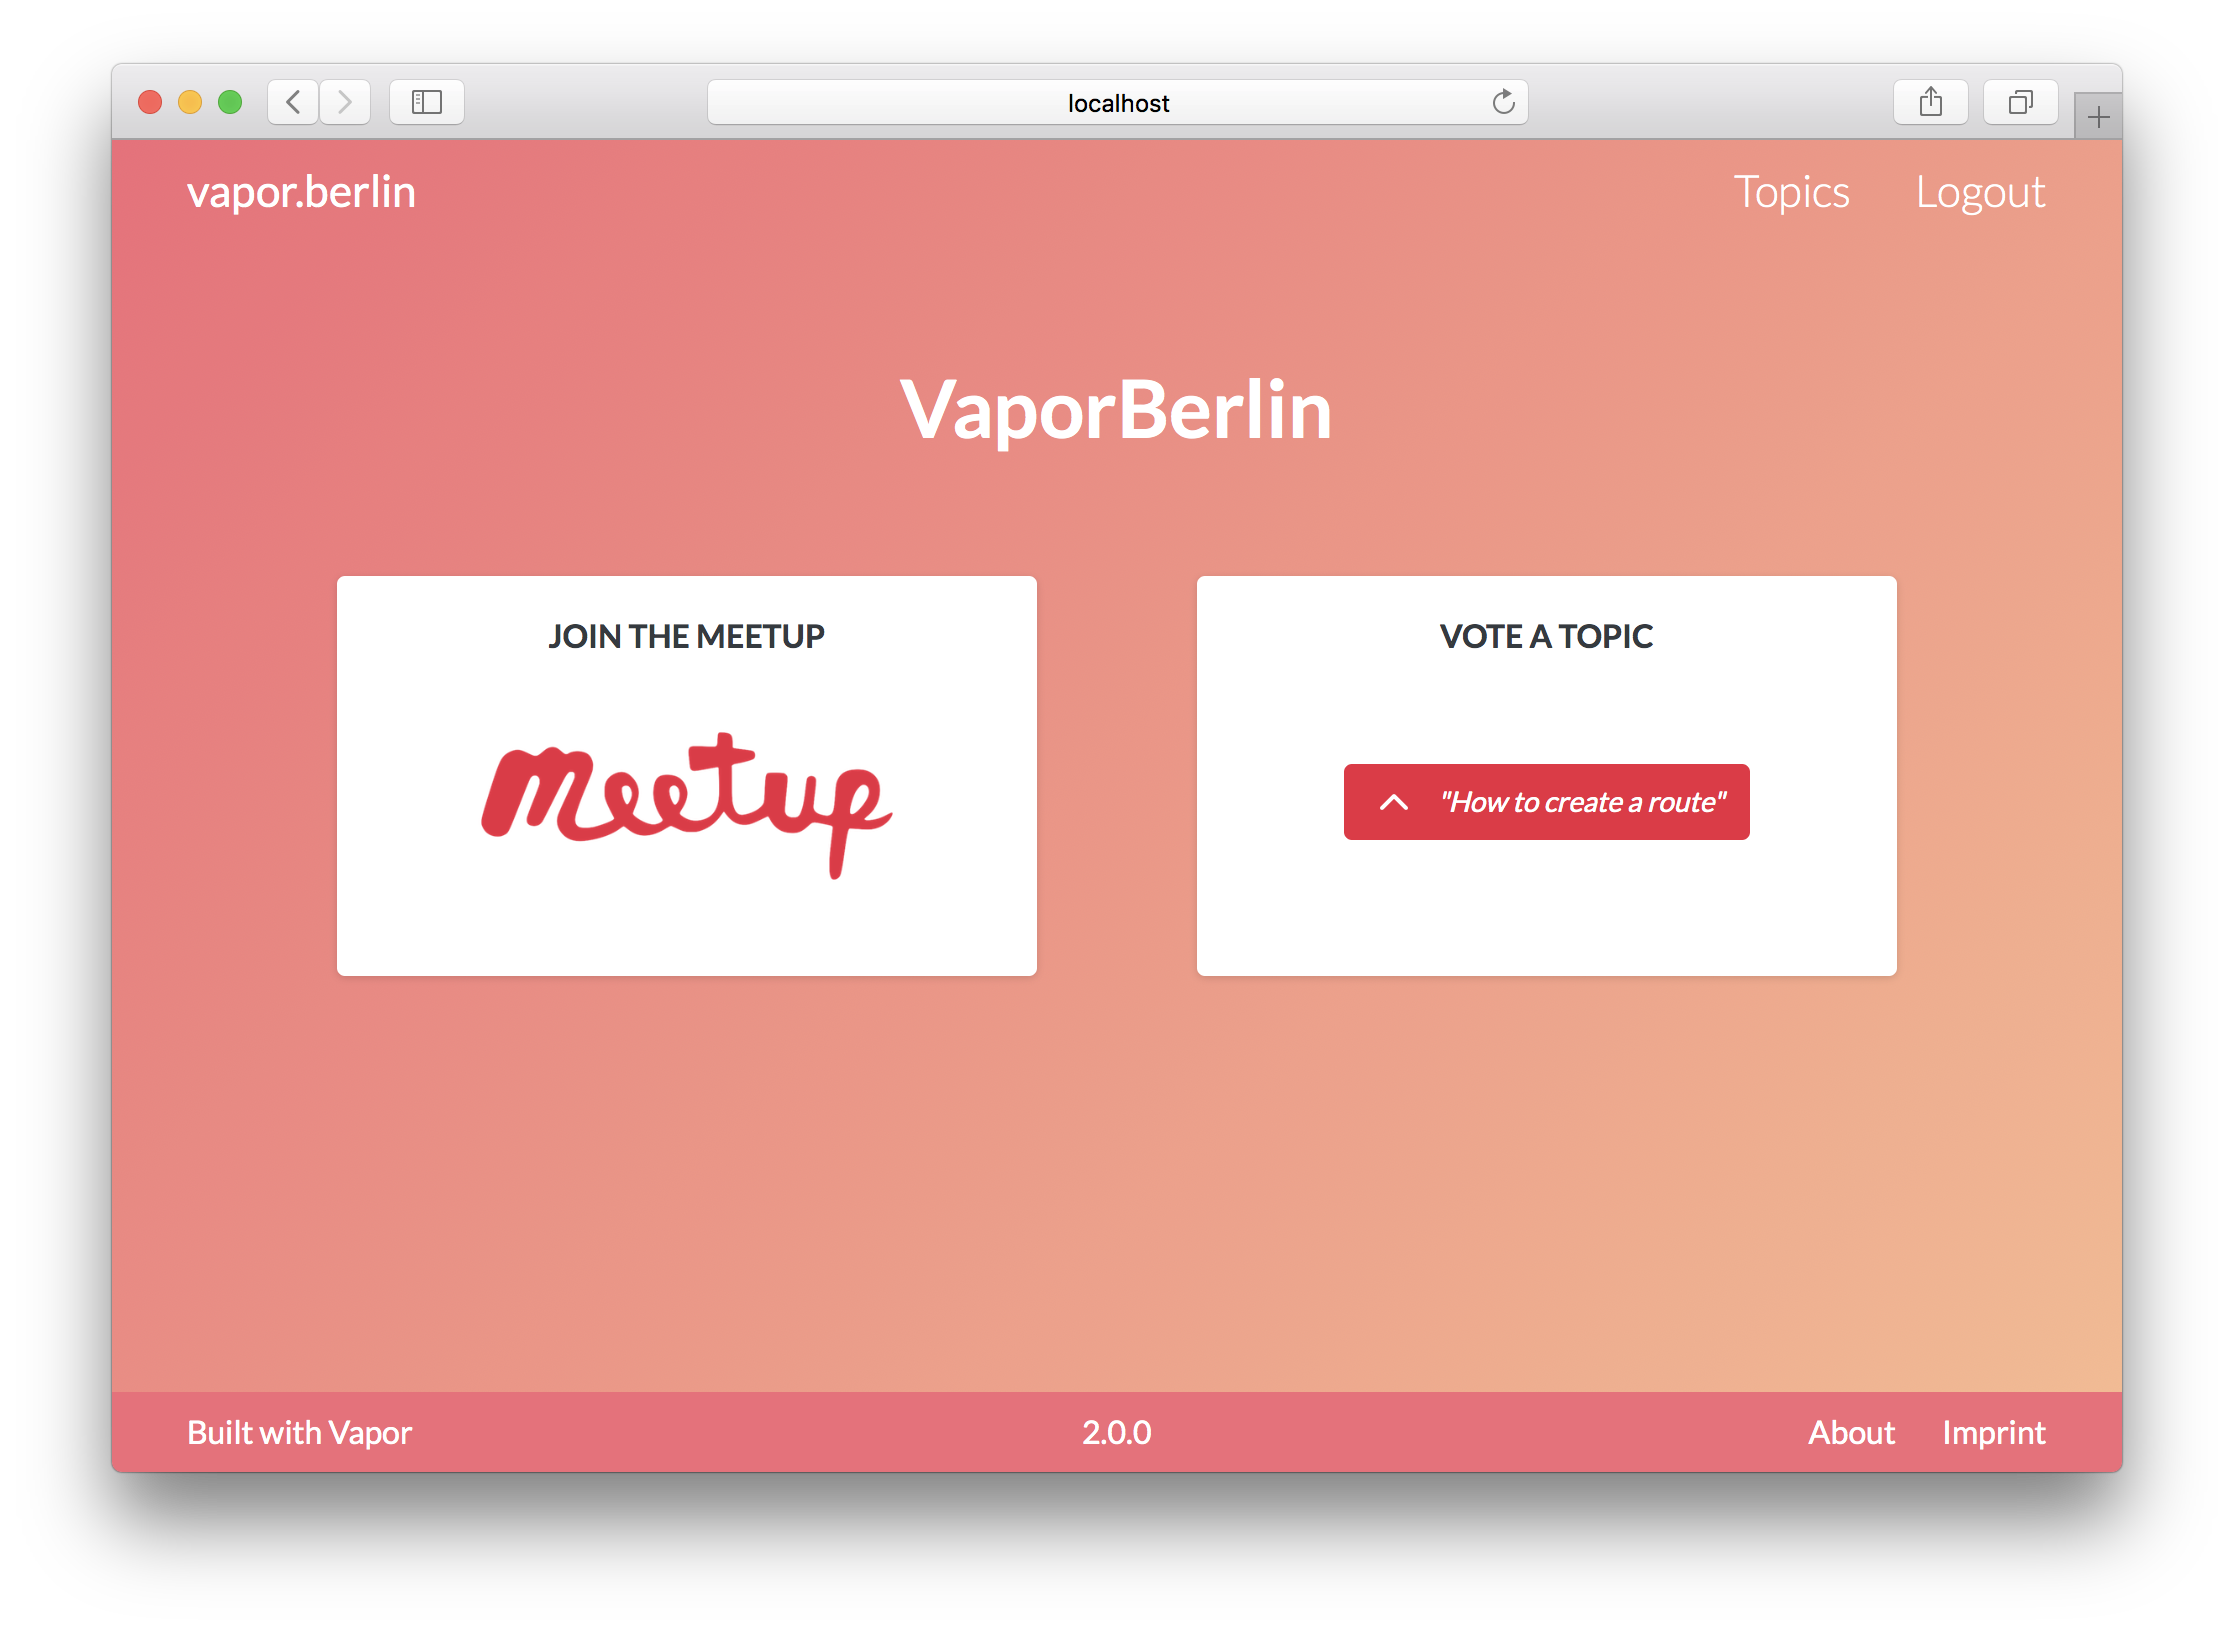 localhost
vapor.berlin
Topics
Logout
VaporBerlin
JOIN THE MEETUP
Meetup
VOTE A TOPIC
"How to create a route"
Built with Vapor
2.0.0
About
Imprint